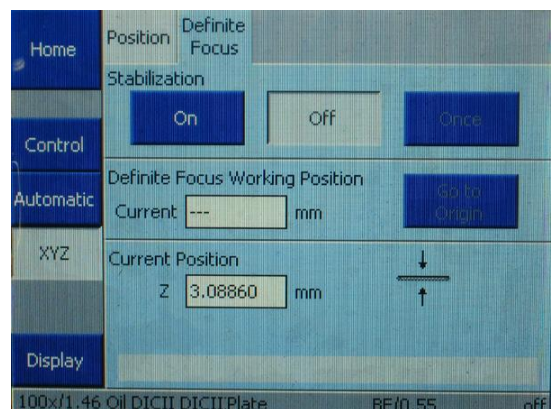 Home
Position
Definite
Focus
Stabilization
On
Off
Once
Control
Definite Focus Working Position
Automatic
Current --- mm
Go to
Origin
XYZ
Current Position
Z 3.08860 mm
Display
100x/1.46 Oil DICII DICII Plate BF/0.55 off